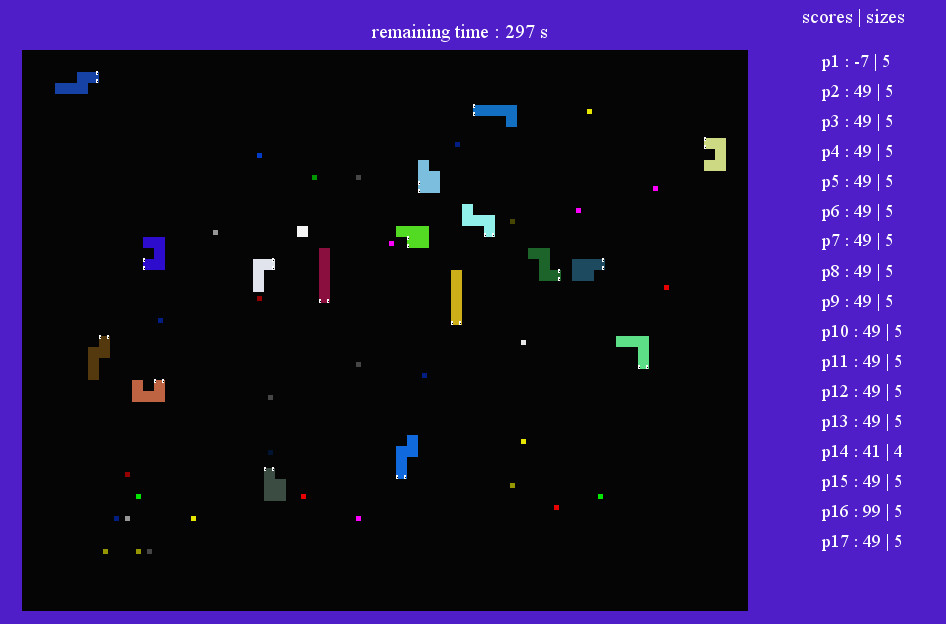 scores | sizes
remaining time : 297 s
p1 : -7 | 5
p2 : 49 | 5
p3 : 49 | 5
p4 : 49 | 5
p5 : 49 | 5
p6 : 49 | 5
p7 : 49 | 5
p8 : 49 | 5
p9 : 49 | 5
p10 : 49 | 5
p11 : 49 | 5
p12 : 49 | 5
p13 : 49 | 5
p14 : 41 | 4
p15 : 49 | 5
p16 : 99 | 5
p17 : 49 | 5